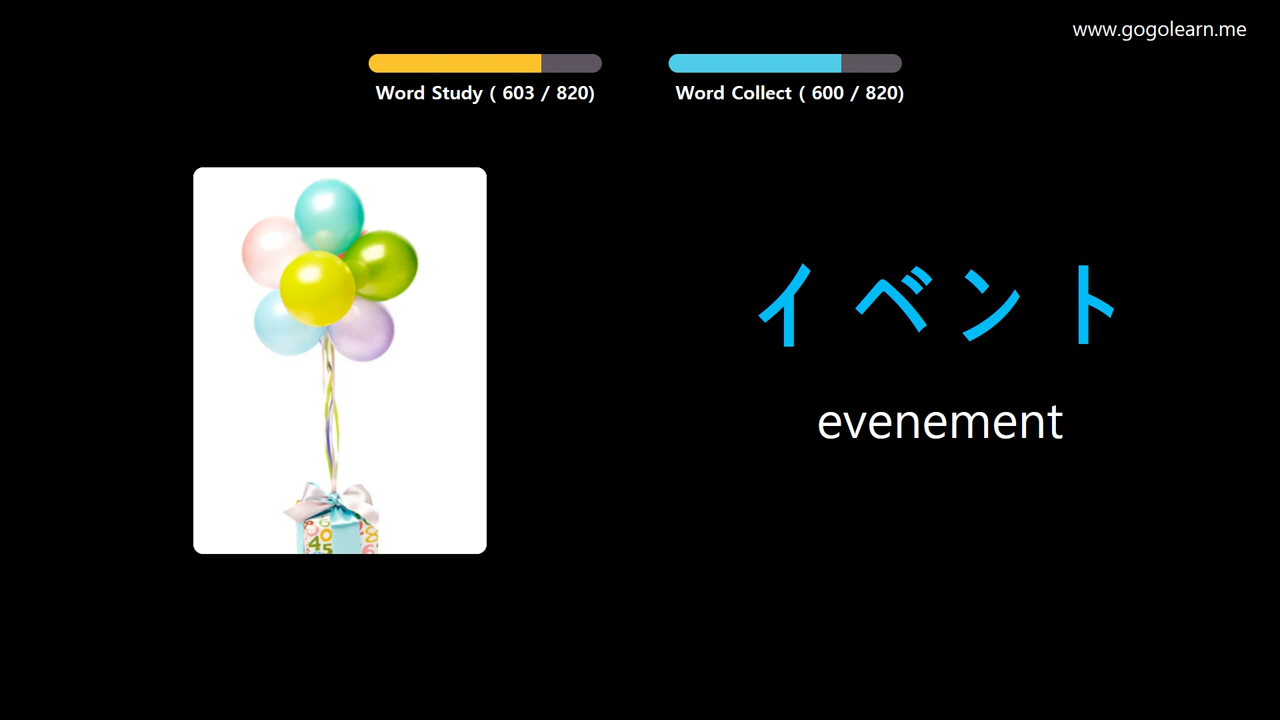 www.gogolearn.me
Word Study ( 603 / 820)
Word Collect ( 600 / 820)
イベント
evenement